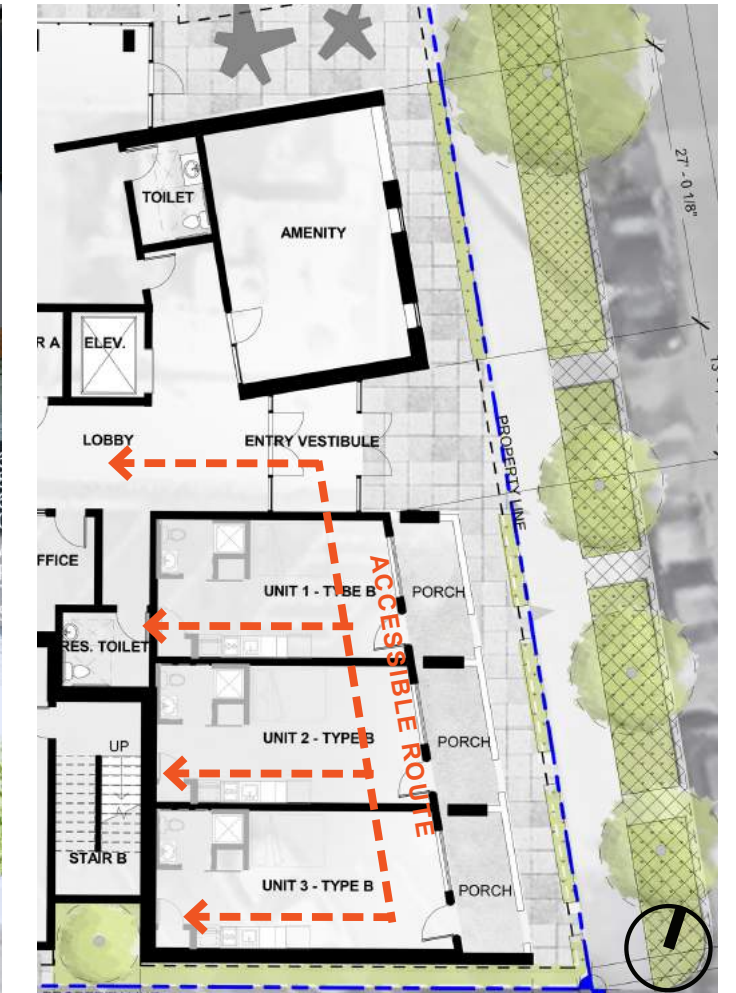 TOILET
AMENITY
27' - 0 1/8"
R A
ELEV.
LOBBY
ENTRY VESTIBULE
PROPERTY LINE
FFICE
UNIT 1 - TYPE B
PORCH
ACCESSIBLE ROUTE
RES. TOILET
UNIT 2 - TYPE B
PORCH
UP
STAIR B
UNIT 3 - TYPE B
PORCH